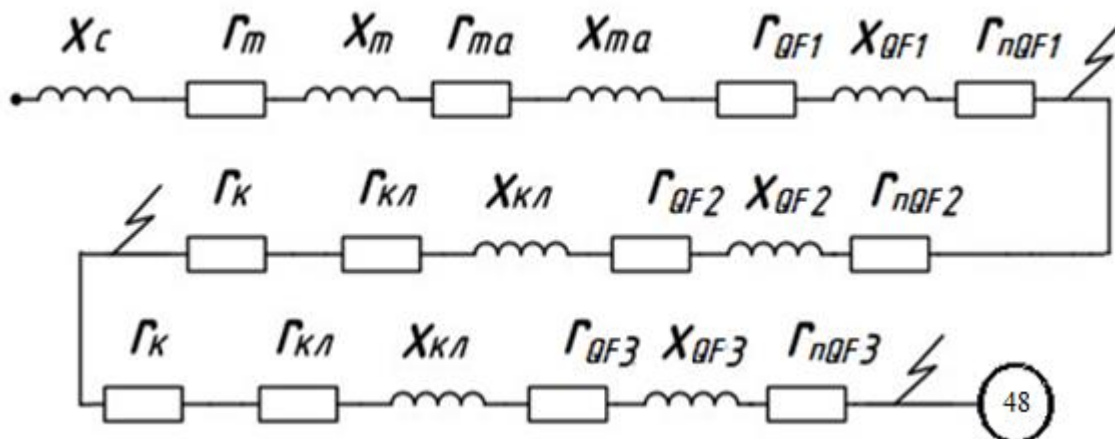 Xс rт Xт rта Xта rQF1 XQF1 rпQF1
rк rкл Xкл rQF2 XQF2 rпQF2
rк rкл Xкл rQF3 XQF3 rпQF3
48